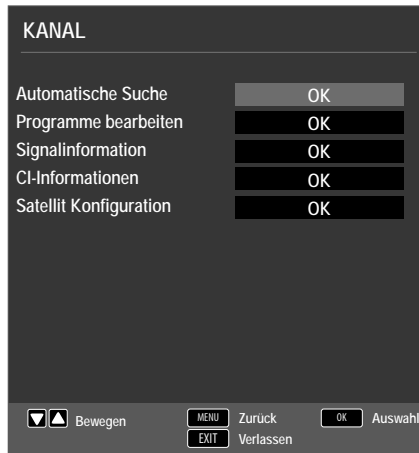 KANAL
Automatische Suche OK
Programme bearbeiten OK
Signalinformation OK
CI-Informationen OK
Satellit Konfiguration OK
Bewegen MENU Zurück OK Auswahl
EXIT Verlassen